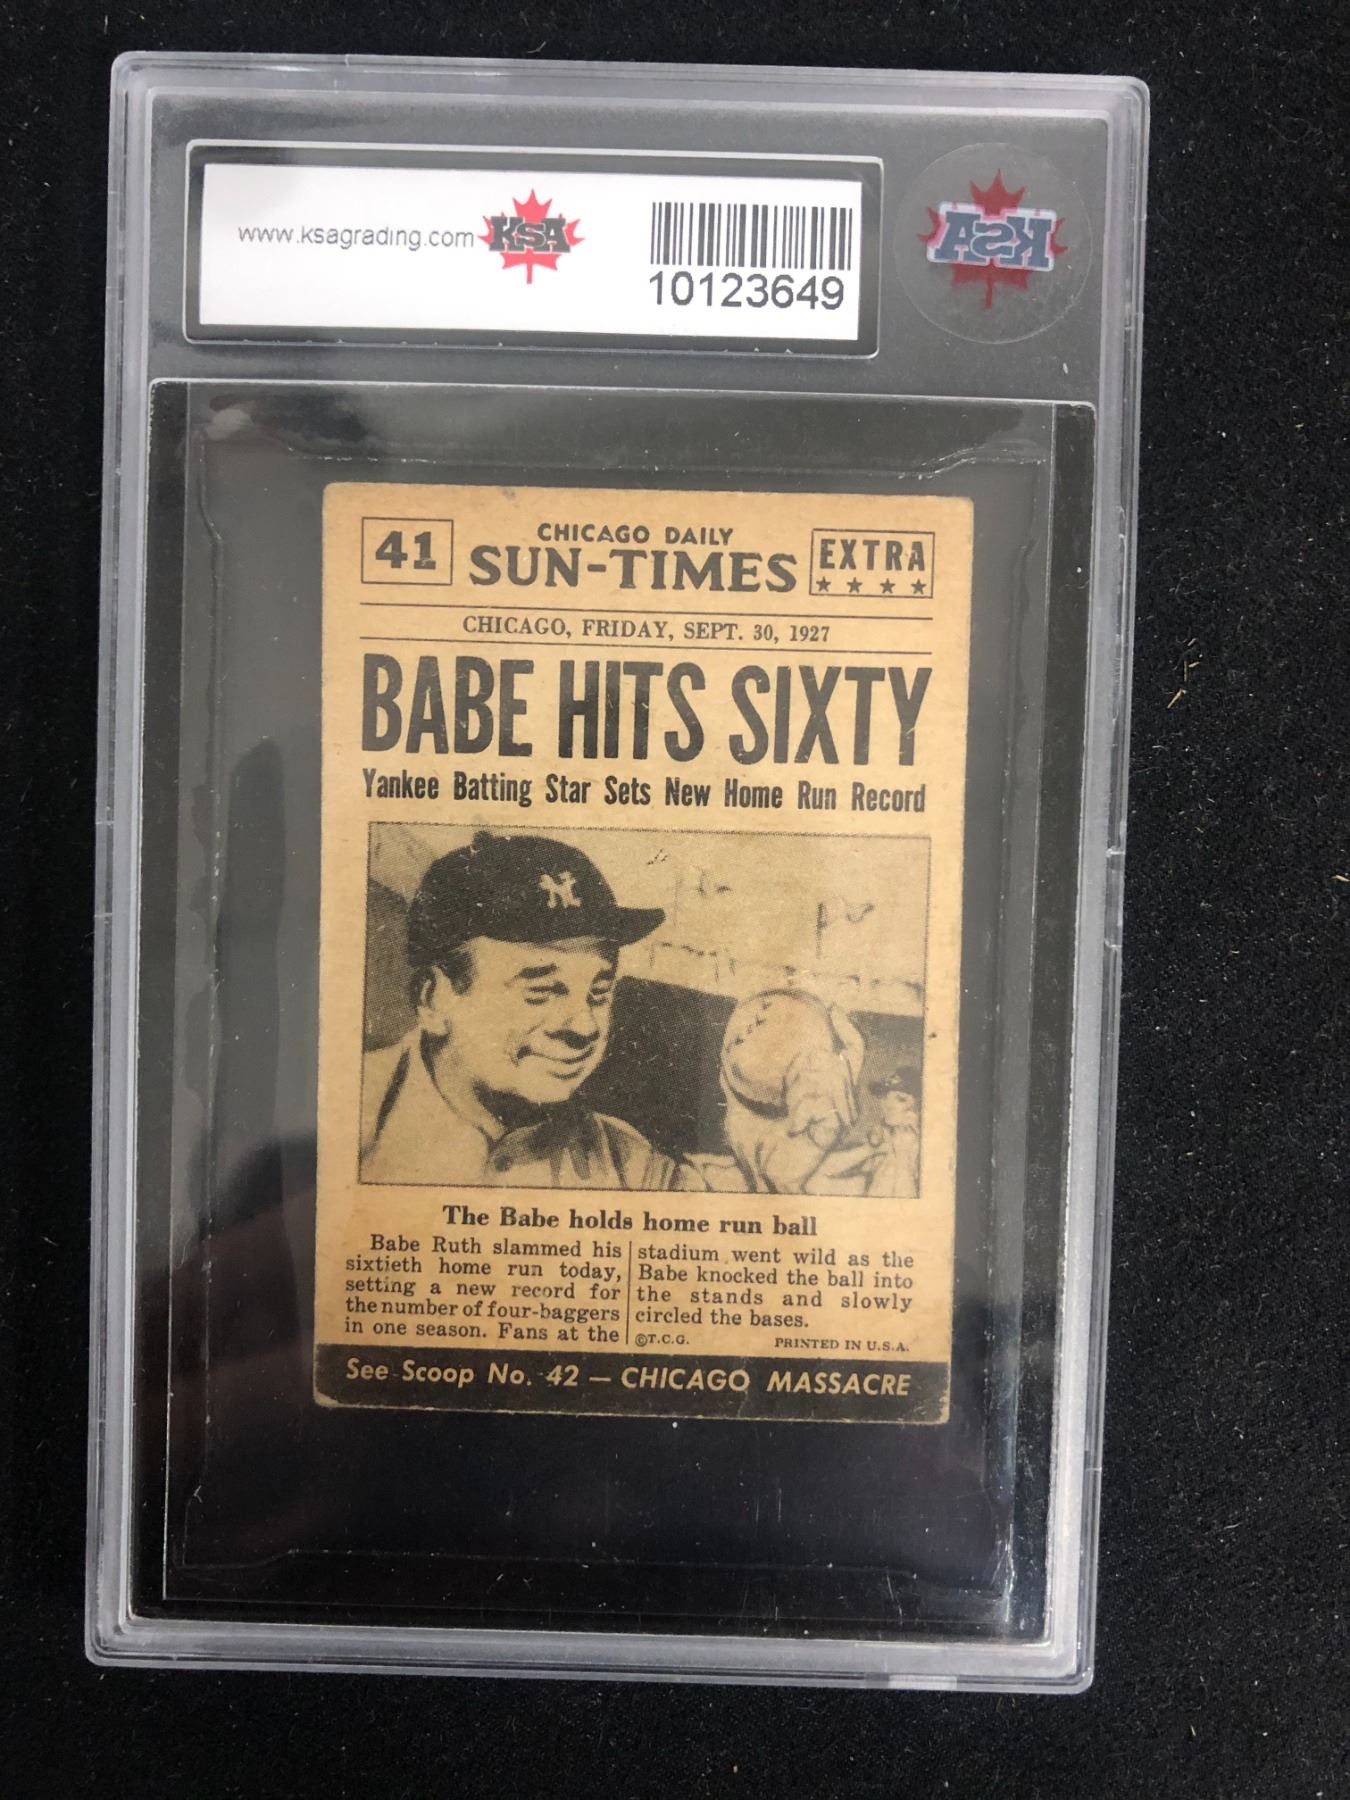 www.ksagrading.com KSA
10123649
KSA
41
CHICAGO DAILY
SUN-TIMES
EXTRA
★ ★ ★ ★
CHICAGO, FRIDAY, SEPT. 30, 1927
BABE HITS SIXTY
Yankee Batting Star Sets New Home Run Record
NY
The Babe holds home run ball
Babe Ruth slammed his
sixtieth home run today,
setting a new record for
the number of four-baggers
in one season. Fans at the
stadium went wild as the
Babe knocked the ball into
the stands and slowly
circled the bases.
©T.C.G. PRINTED IN U.S.A.
See Scoop No. 42 — CHICAGO MASSACRE